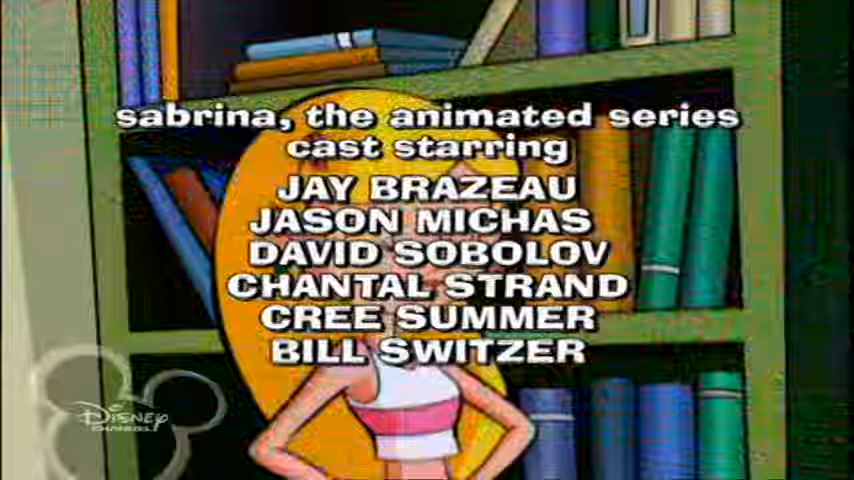 sabrina, the animated series
cast starring
JAY BRAZEAU
JASON MICHAS
DAVID SOBOLOV
CHANTAL STRAND
CREE SUMMER
BILL SWITZER
DISNEY
CHANNEL